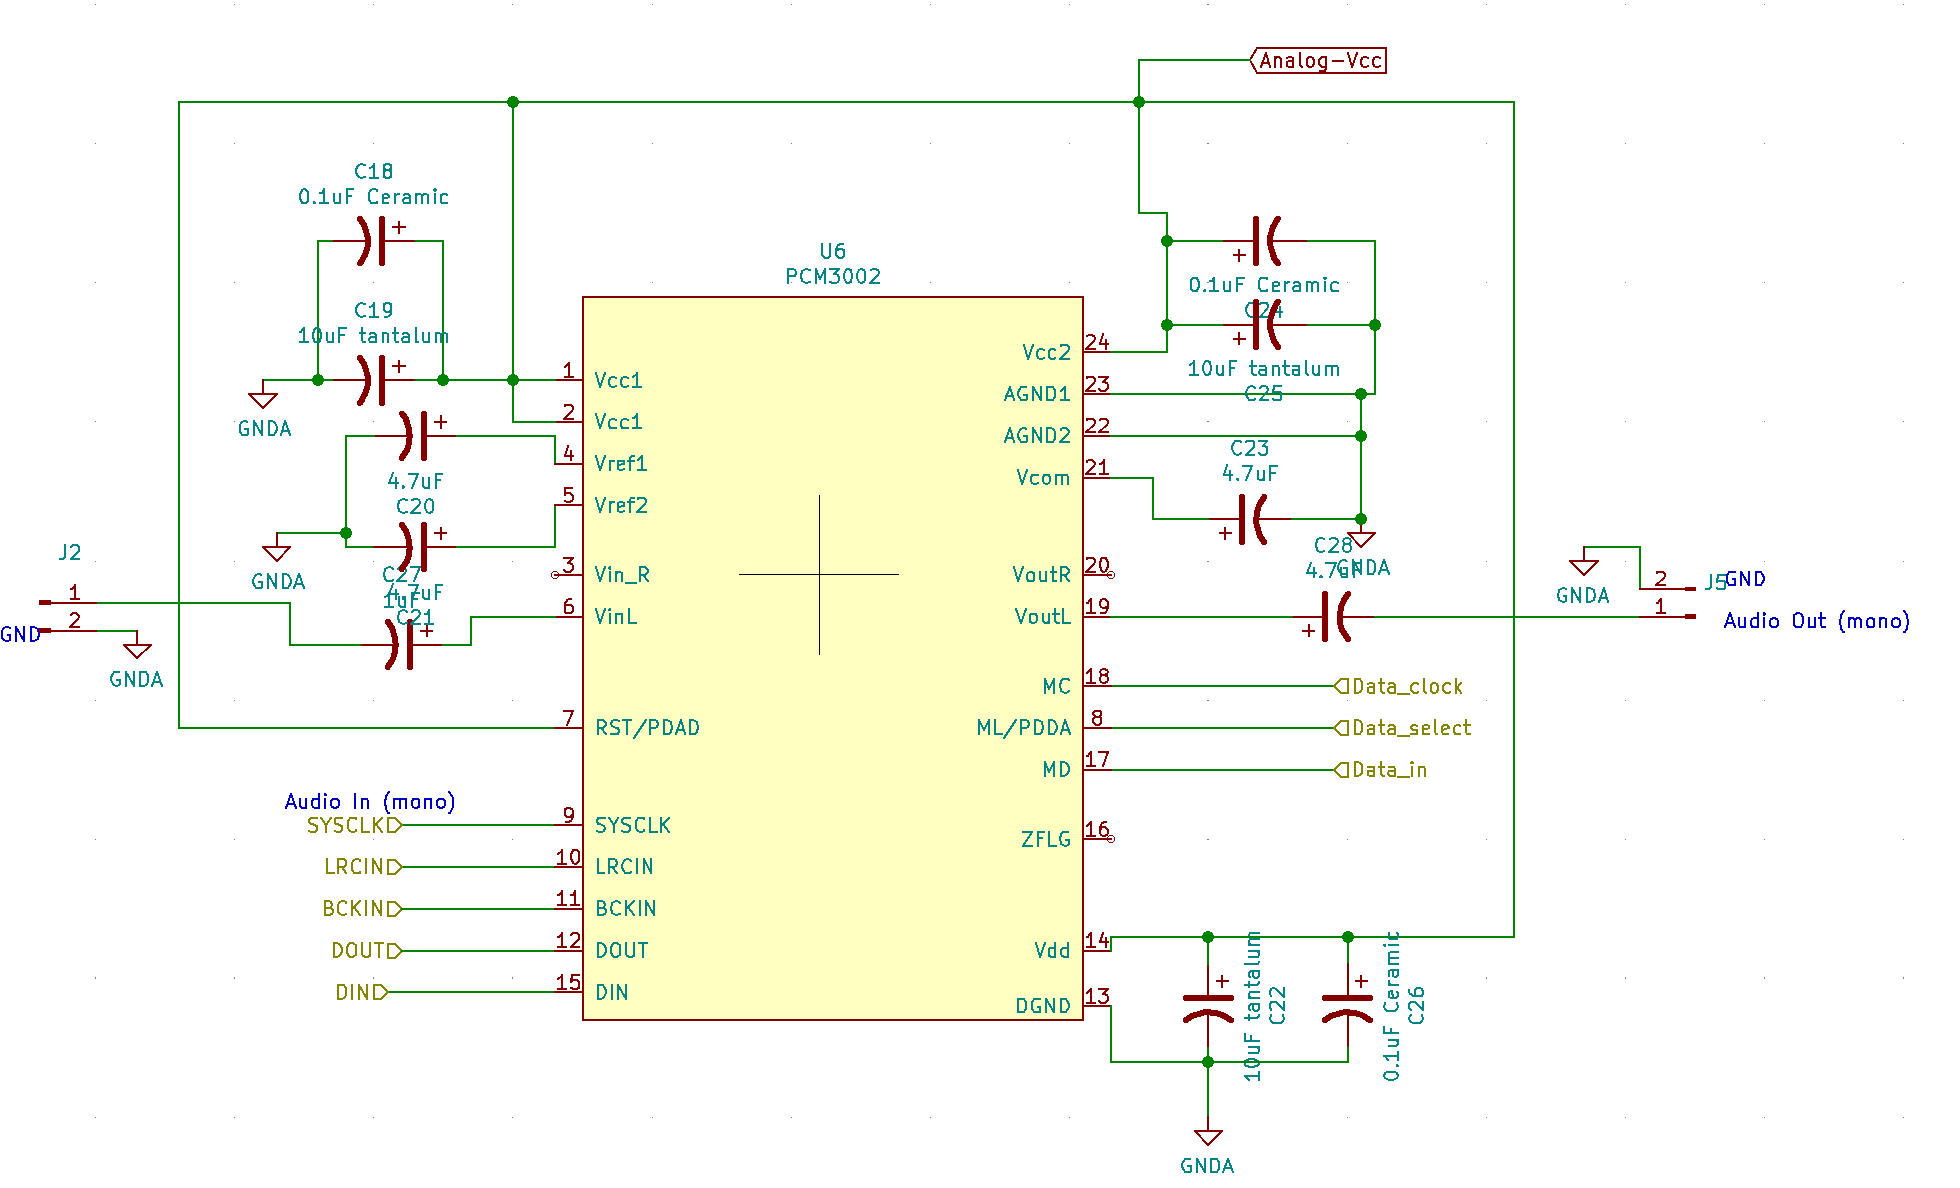 Analog-Vcc
C18
0.1uF Ceramic
C19
10uF tantalum
GNDA
4.7uF
C20
GNDA
C27
1uF
4.7uF
C21
J2
1
2
GND
GNDA
U6
PCM3002
1 Vcc1
2 Vcc1
4 Vref1
5 Vref2
3 Vin_R
6 VinL
7 RST/PDAD
Audio In (mono)
SYSCLK 9 SYSCLK
LRCIN 10 LRCIN
BCKIN 11 BCKIN
DOUT 12 DOUT
DIN 15 DIN
Vcc2 24
AGND1 23
AGND2 22
Vcom 21
VoutR 20
VoutL 19
MC 18 Data_clock
ML/PDDA 8 Data_select
MD 17 Data_in
ZFLG 16
Vdd 14
DGND 13
0.1uF Ceramic
C24
10uF tantalum
C25
C23
4.7uF
GNDA
C28
4.7uF
GNDA
J5
2 GND
1 Audio Out (mono)
10uF tantalum
C22
0.1uF Ceramic
C26
GNDA